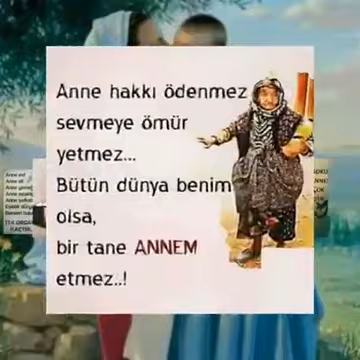 Anne hakkı ödenmez
sevmeye ömür
yetmez...
Bütün dünya benim
olsa,
bir tane ANNEM
etmez..!